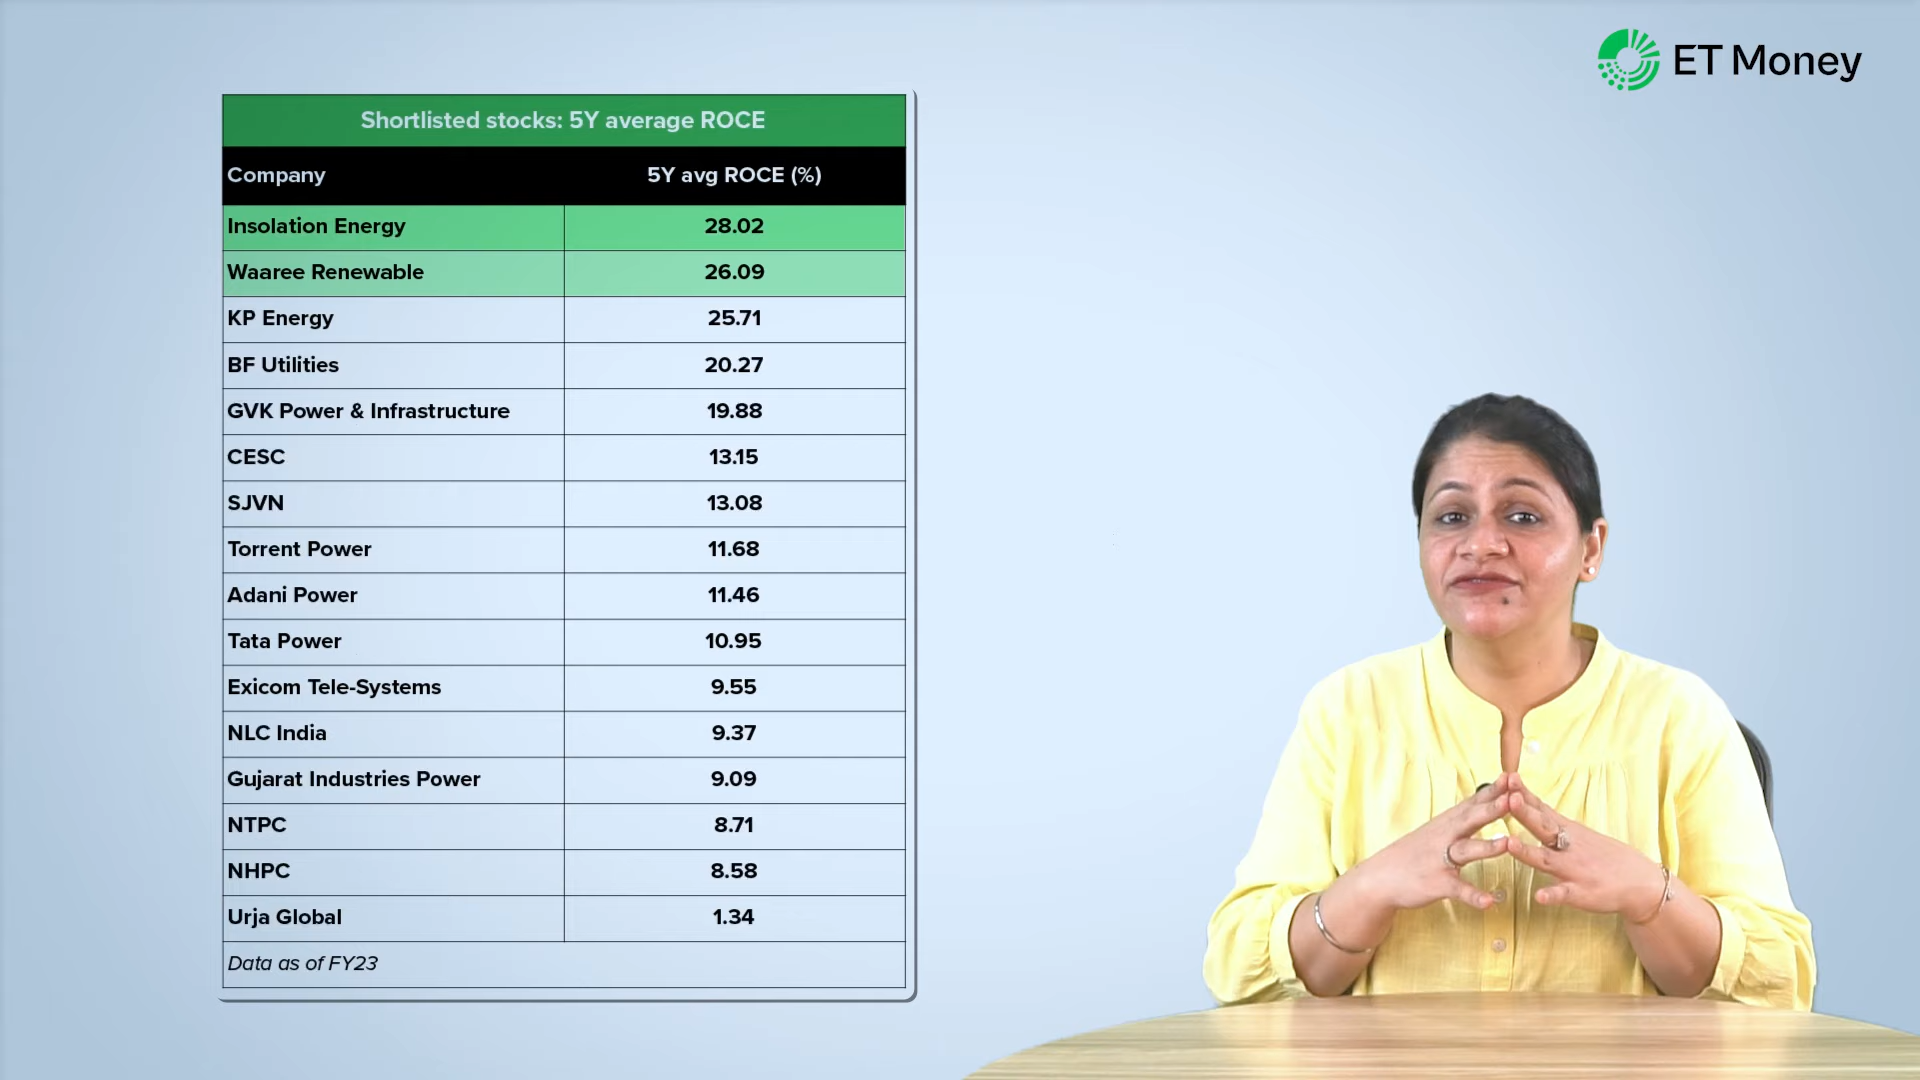 ET Money
Shortlisted stocks: 5Y average ROCE
Company 5Y avg ROCE (%)
Insolation Energy 28.02
Waaree Renewable 26.09
KP Energy 25.71
BF Utilities 20.27
GVK Power & Infrastructure 19.88
CESC 13.15
SJVN 13.08
Torrent Power 11.68
Adani Power 11.46
Tata Power 10.95
Exicom Tele-Systems 9.55
NLC India 9.37
Gujarat Industries Power 9.09
NTPC 8.71
NHPC 8.58
Urja Global 1.34
Data as of FY23